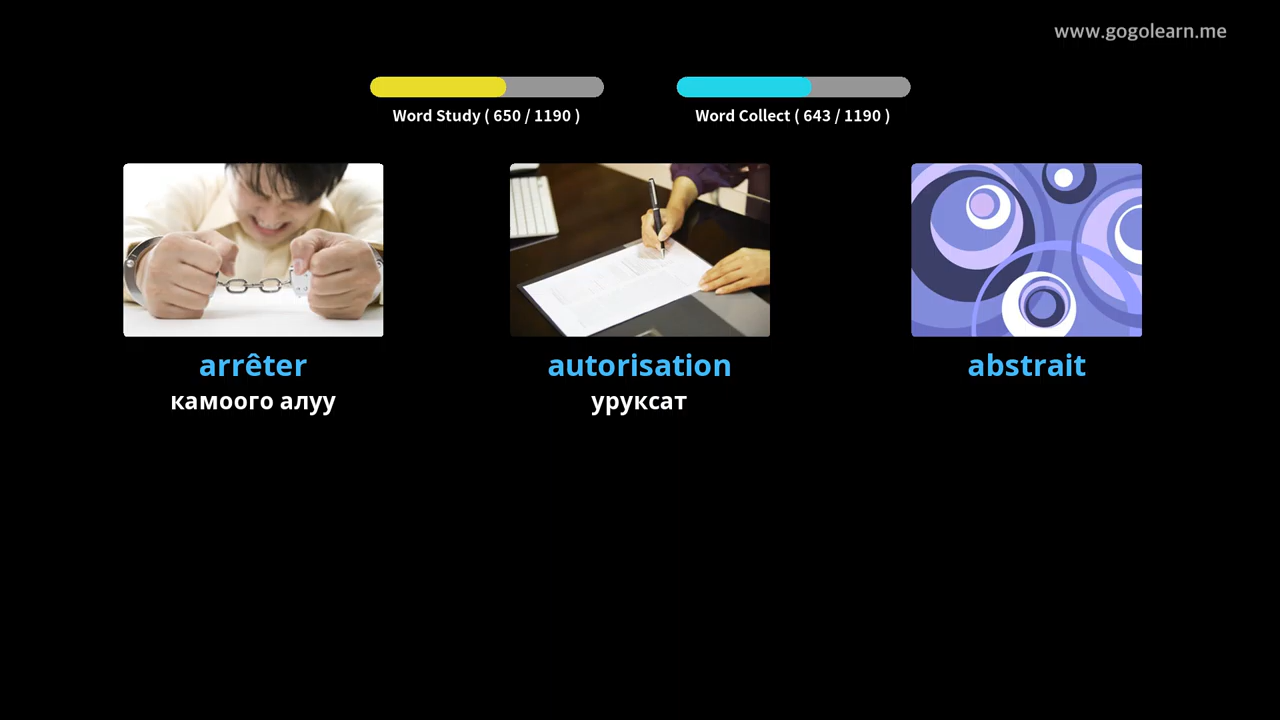 www.gogolearn.me
Word Study ( 650 / 1190 )
Word Collect ( 643 / 1190 )
arrêter
камоого алуу
autorisation
уруксат
abstrait